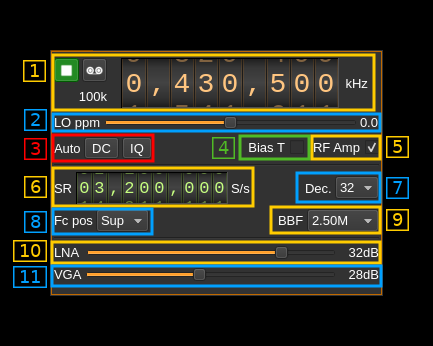 1
0,430,500 kHz
100k
2 LO ppm 0.0
3 Auto DC IQ 4 Bias T RF Amp ✓ 5
6 SR 03,200,000 S/s Dec. 32 7
8 Fc pos Sup BBF 2.50M 9
10 LNA 32dB
11 VGA 28dB